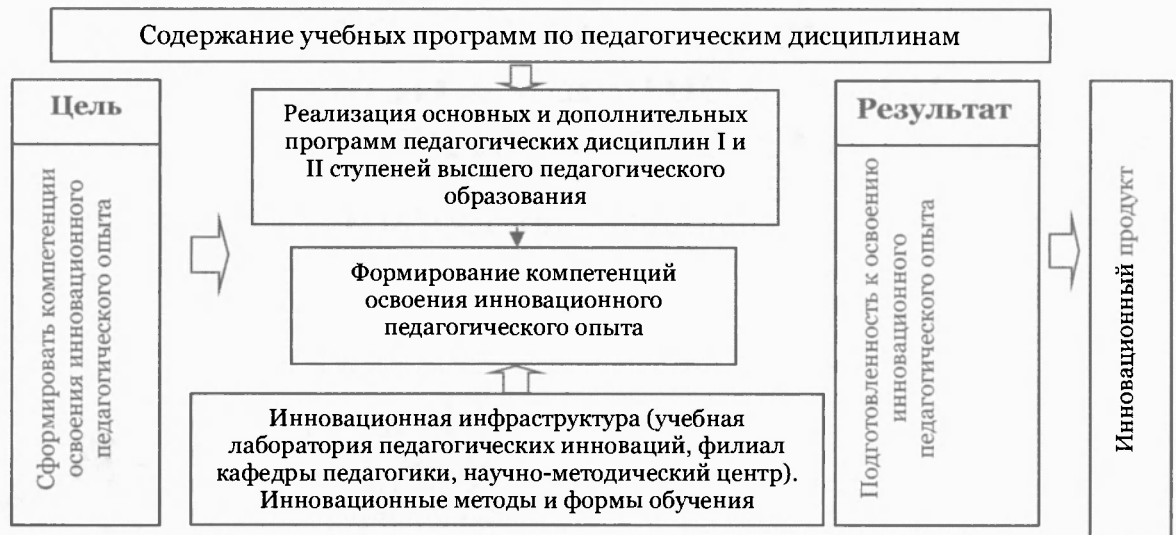 Содержание учебных программ по педагогическим дисциплинам
Цель
Сформировать компетенции
освоения инновационного
педагогического опыта
Реализация основных и дополнительных
программ педагогических дисциплин I и
II ступеней высшего педагогического
образования
Формирование компетенций
освоения инновационного
педагогического опыта
Инновационная инфраструктура (учебная
лаборатория педагогических инноваций, филиал
кафедры педагогики, научно-методический центр).
Инновационные методы и формы обучения
Результат
Подготовленность к освоению
инновационного
педагогического опыта
Инновационный продукт